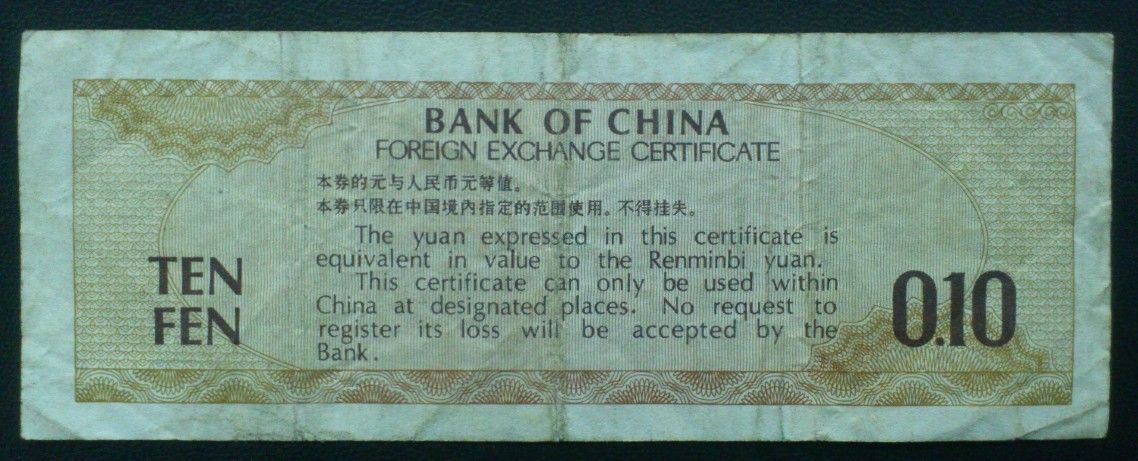 BANK OF CHINA
FOREIGN EXCHANGE CERTIFICATE
本券的元与人民币元等值。
本券只限在中国境内指定的范围使用。不得挂失。
The yuan expressed in this certificate is
equivalent in value to the Renminbi yuan.
This certificate can only be used within
China at designated places. No request to
register its loss will be accepted by the
Bank.
TEN
FEN
0.10